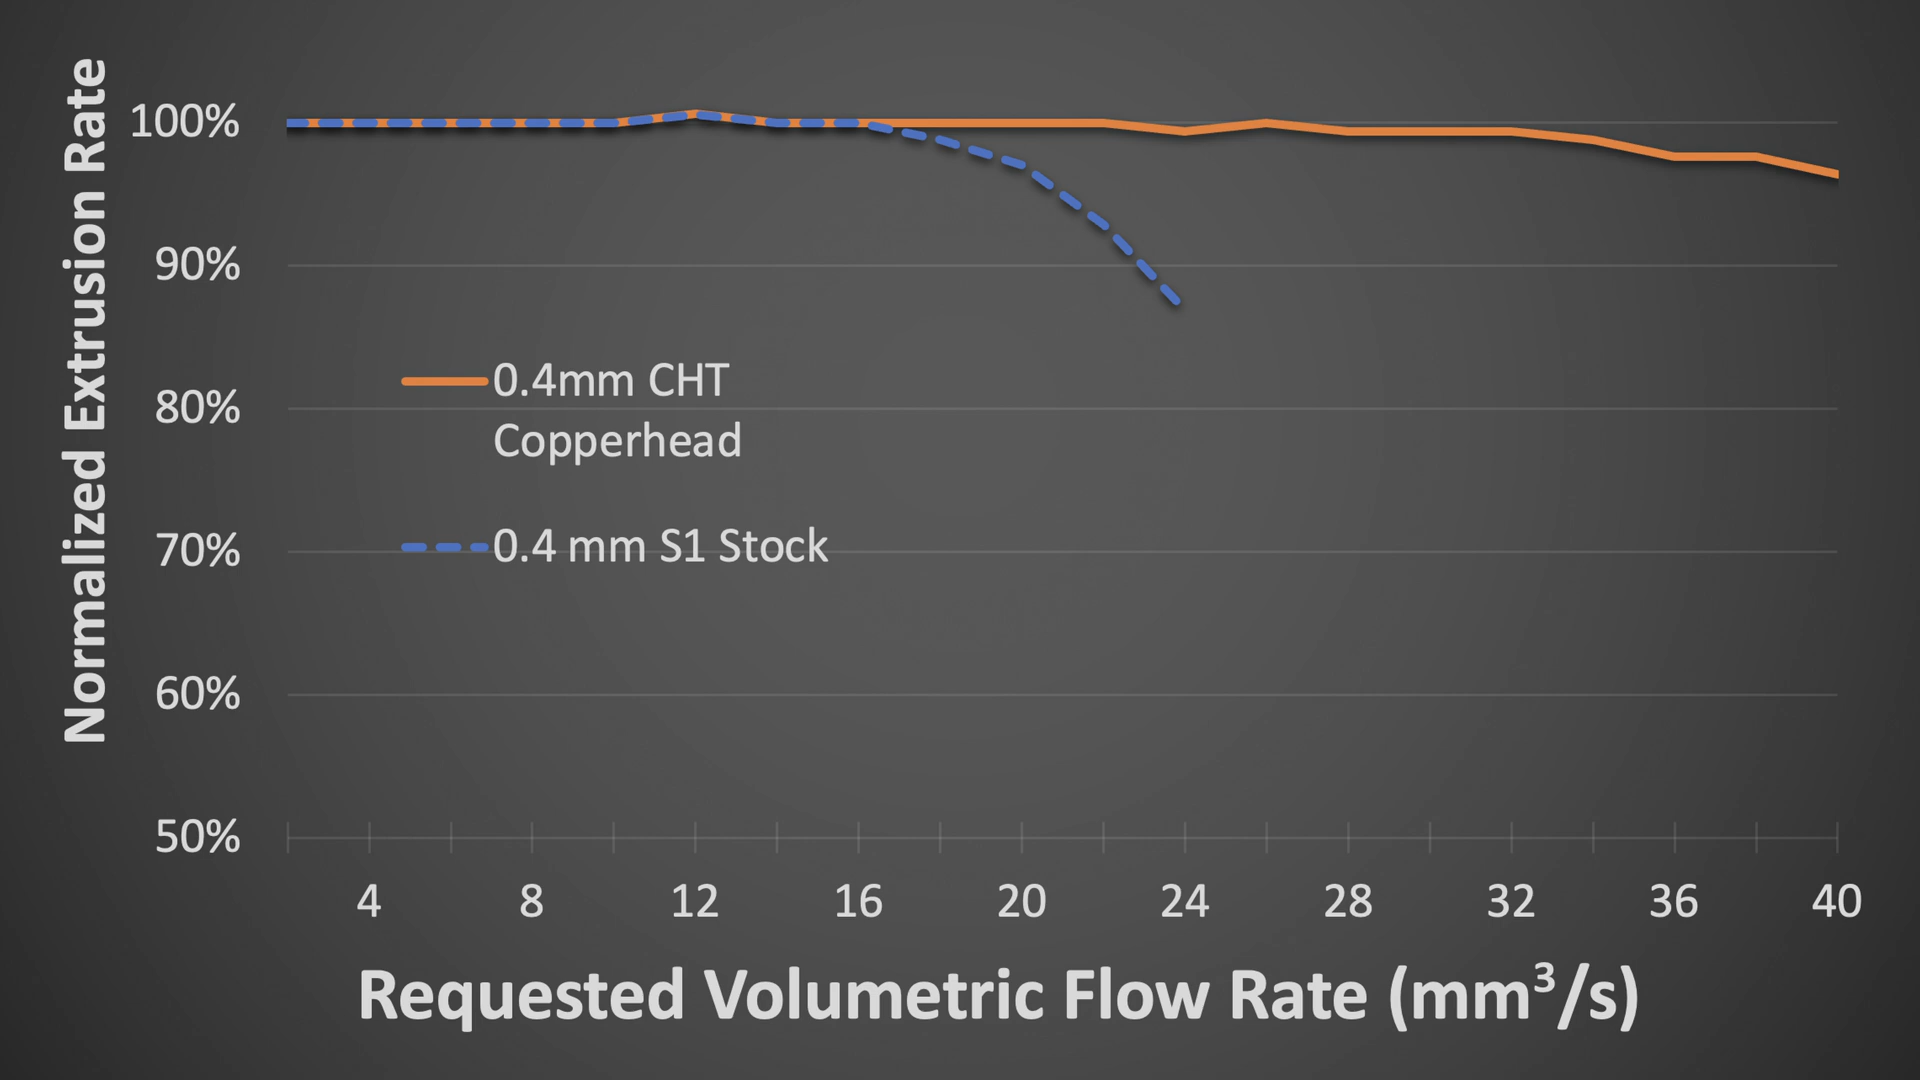 Normalized Extrusion Rate
100%
90%
80%
70%
60%
50%
0.4mm CHT
Copperhead
0.4 mm S1 Stock
4 8 12 16 20 24 28 32 36 40
Requested Volumetric Flow Rate (mm³/s)